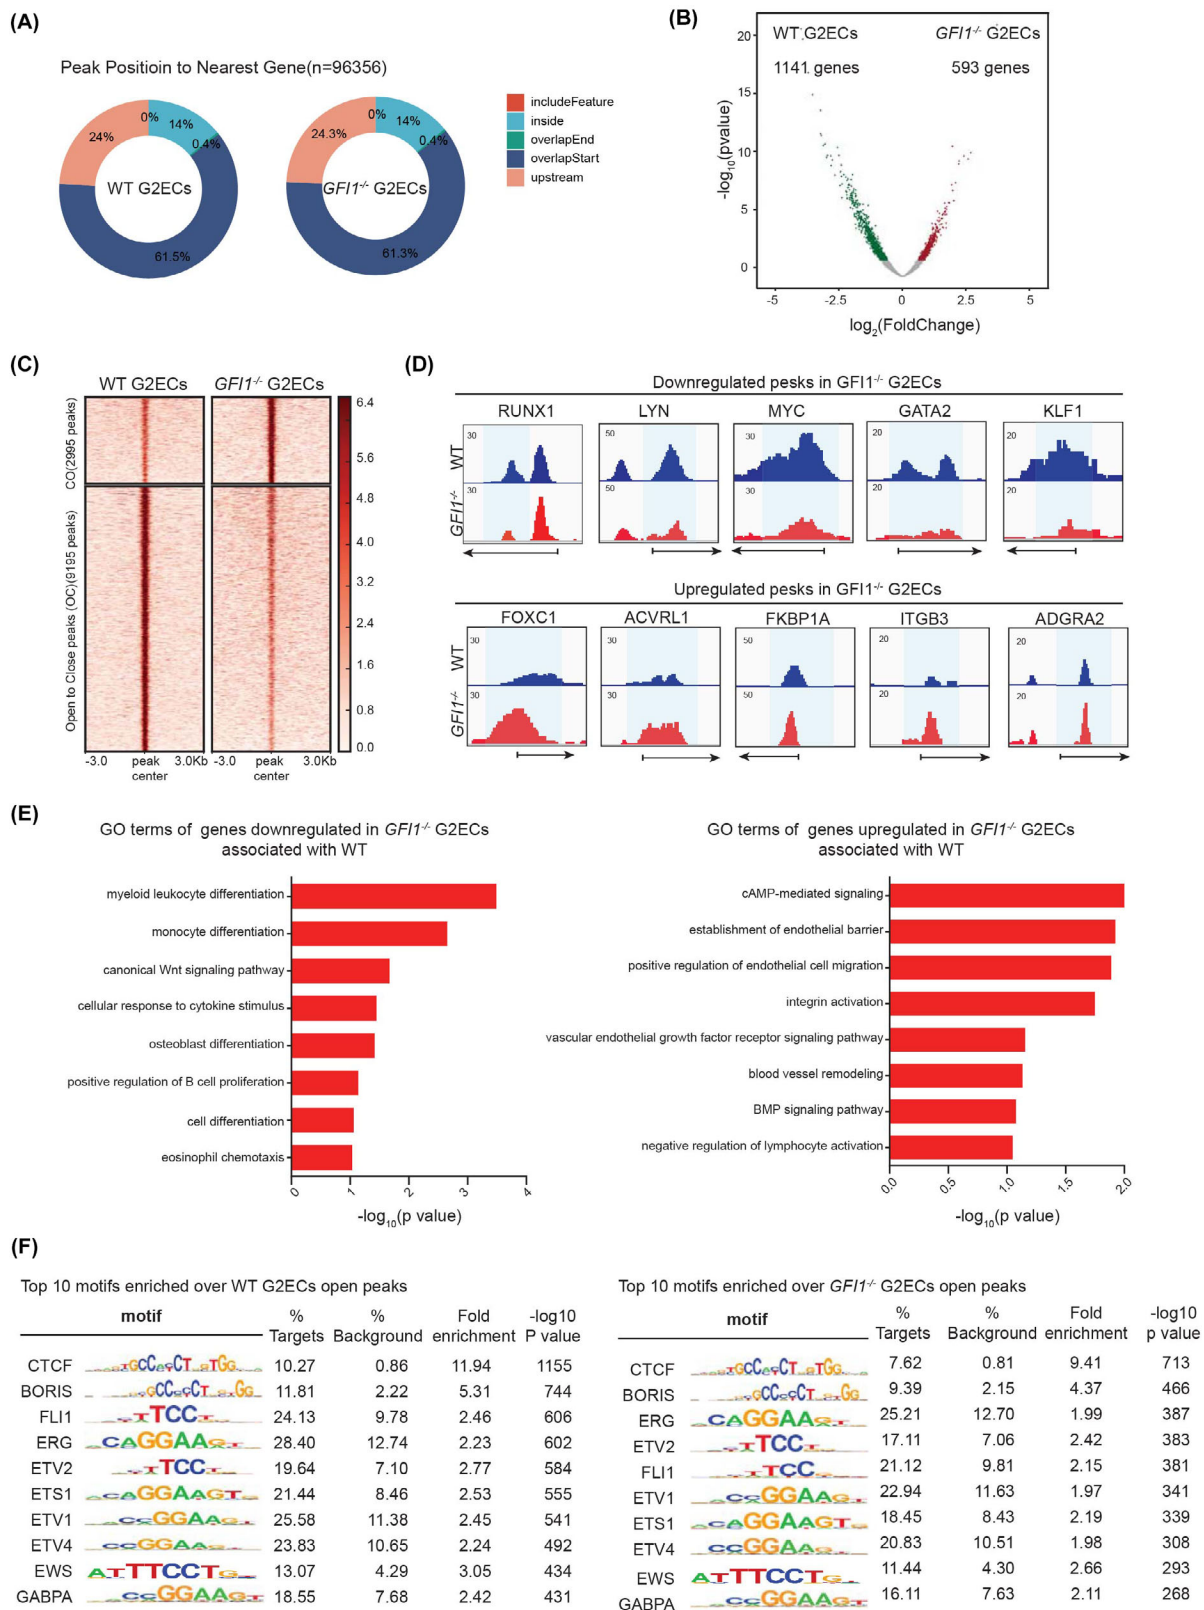 (A)
Peak Positioin to Nearest Gene(n=96356)
0%
14%
0.4%
24%
WT G2ECs
61.5%
0%
14%
0.4%
24.3%
GFI1-/- G2ECs
61.3%
includeFeature
inside
overlapEnd
overlapStart
upstream
(B)
WT G2ECs GFI1-/- G2ECs
1141 genes 593 genes
20
15
10
5
0
-log10(pvalue)
-5 -2.5 0 2.5 5
log2(FoldChange)
(C)
WT G2ECs GFI1-/- G2ECs
CO(2995 peaks)
Open to Close peaks (OC)(9195 peaks)
6.4
5.6
4.8
4.0
3.2
2.4
1.6
0.8
0.0
-3.0 peak center 3.0Kb -3.0 peak center 3.0Kb
(D)
Downregulated pesks in GFI1-/- G2ECs
RUNX1 LYN MYC GATA2 KLF1
WT
30 50 30 20 20
GFI1-/-
30 50 30 20 20
Upregulated pesks in GFI1-/- G2ECs
FOXC1 ACVRL1 FKBP1A ITGB3 ADGRA2
WT
30 30 50 20 20
GFI1-/-
30 30 50 20 20
(E)
GO terms of genes downregulated in GFI1-/- G2ECs
associated with WT
myeloid leukocyte differentiation
monocyte differentiation
canonical Wnt signaling pathway
cellular response to cytokine stimulus
osteoblast differentiation
positive regulation of B cell proliferation
cell differentiation
eosinophil chemotaxis
0 1 2 3 4
-log10(p value)
GO terms of genes upregulated in GFI1-/- G2ECs
associated with WT
cAMP-mediated signaling
establishment of endothelial barrier
positive regulation of endothelial cell migration
integrin activation
vascular endothelial growth factor receptor signaling pathway
blood vessel remodeling
BMP signaling pathway
negative regulation of lymphocyte activation
0.0 0.5 1.0 1.5 2.0
-log10(p value)
(F)
Top 10 motifs enriched over WT G2ECs open peaks
motif % Targets % Background Fold enrichment -log10 P value
CTCF 10.27 0.86 11.94 1155
BORIS 11.81 2.22 5.31 744
FLI1 TTCC 24.13 9.78 2.46 606
ERG CAGGAAGT 28.40 12.74 2.23 602
ETV2 TTCC 19.64 7.10 2.77 584
ETS1 CAGGAAGT 21.44 8.46 2.53 555
ETV1 CCGGAAGT 25.58 11.38 2.45 541
ETV4 CCGGAAGT 23.83 10.65 2.24 492
EWS ATTTCCTG 13.07 4.29 3.05 434
GABPA CCGGAAGT 18.55 7.68 2.42 431
Top 10 motifs enriched over GFI1-/- G2ECs open peaks
motif % Targets % Background Fold enrichment -log10 p value
CTCF 7.62 0.81 9.41 713
BORIS 9.39 2.15 4.37 466
ERG CAGGAAGT 25.21 12.70 1.99 387
ETV2 TTCC 17.11 7.06 2.42 383
FLI1 TTCC 21.12 9.81 2.15 381
ETV1 CCGGAAGT 22.94 11.63 1.97 341
ETS1 CAGGAAGT 18.45 8.43 2.19 339
ETV4 CCGGAAGT 20.83 10.51 1.98 308
EWS ATTTCCTG 11.44 4.30 2.66 293
GABPA CCGGAAGT 16.11 7.63 2.11 268